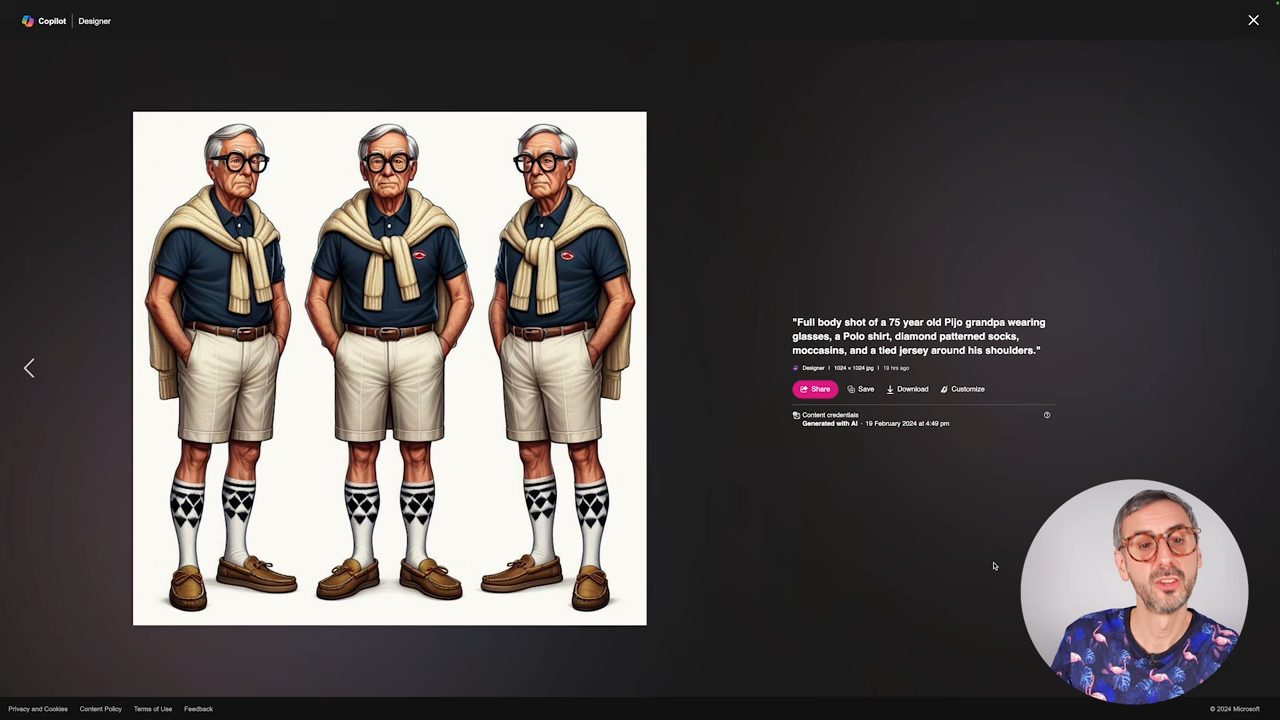 Copilot | Designer
"Full body shot of a 75 year old Pijo grandpa wearing
glasses, a Polo shirt, diamond patterned socks,
moccasins, and a tied jersey around his shoulders."
Designer | 1024 × 1024 jpg | 19 hrs ago
Share Save Download Customize
Content credentials
Generated with AI · 19 February 2024 at 4:49 pm
Privacy and Cookies Content Policy Terms of Use Feedback © 2024 Microsoft